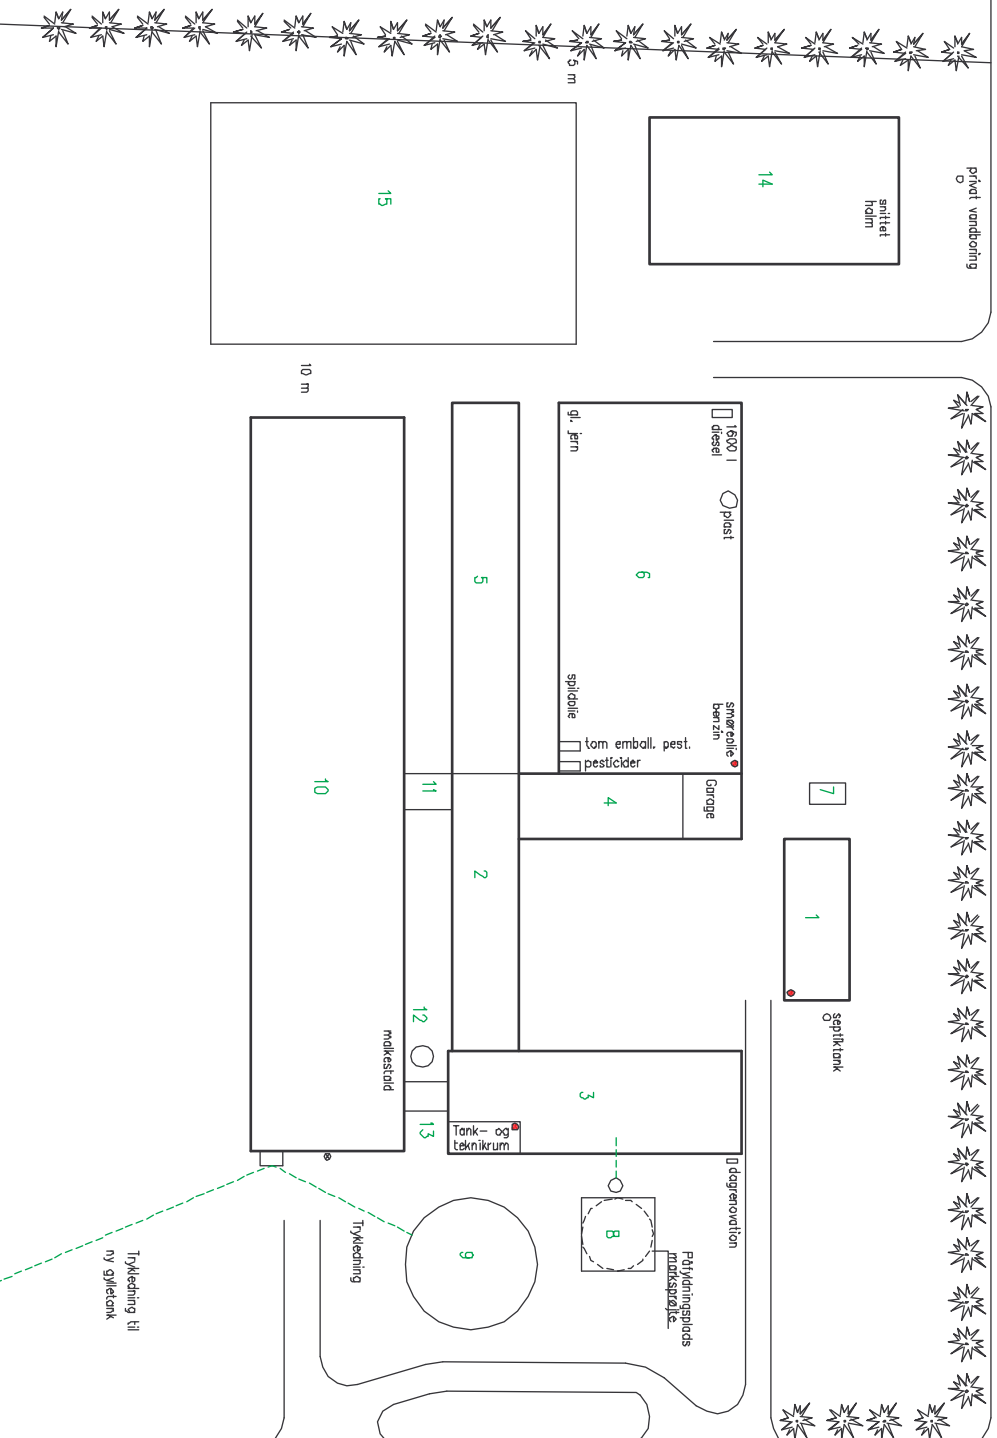 5 m
privat vandboring
14
snittet
halm
15
10 m
1600 l
diesel
gl. jern
plast
5
6
smøreolie
benzin
spildolie
tom emball. pest.
pesticider
10
11
4
Garage
7
2
1
12
malkestald
septiktank
3
13
Tank- og
teknikrum
dagrenovation
8
9
Trykledning
Påfyldningsplads
marksprøjte
Trykledning til
ny gylletank